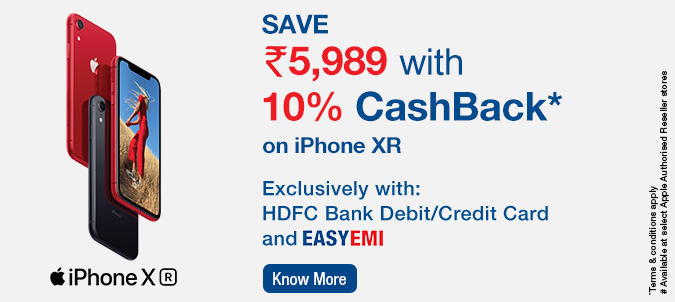 SAVE
₹5,989 with
10% CashBack*
on iPhone XR
Exclusively with:
HDFC Bank Debit/Credit Card
and EASYEMI
Know More
iPhone XR
*Terms & conditions apply
# Available at select Apple Authorised Reseller stores